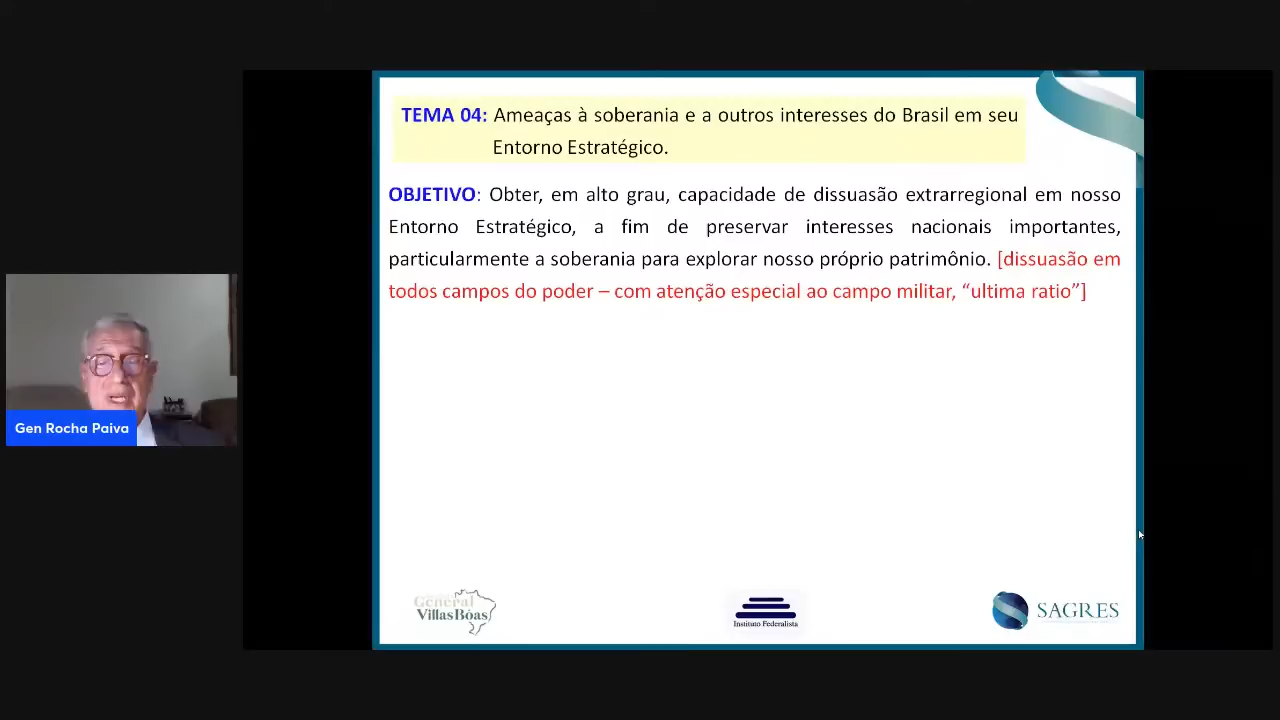 TEMA 04: Ameaças à soberania e a outros interesses do Brasil em seu
Entorno Estratégico.
OBJETIVO: Obter, em alto grau, capacidade de dissuasão extrarregional em nosso
Entorno Estratégico, a fim de preservar interesses nacionais importantes,
particularmente a soberania para explorar nosso próprio patrimônio. [dissuasão em
todos campos do poder – com atenção especial ao campo militar, “ultima ratio”]
Gen Rocha Paiva
General
Villas Bôas
Instituto Federalista
SAGRES